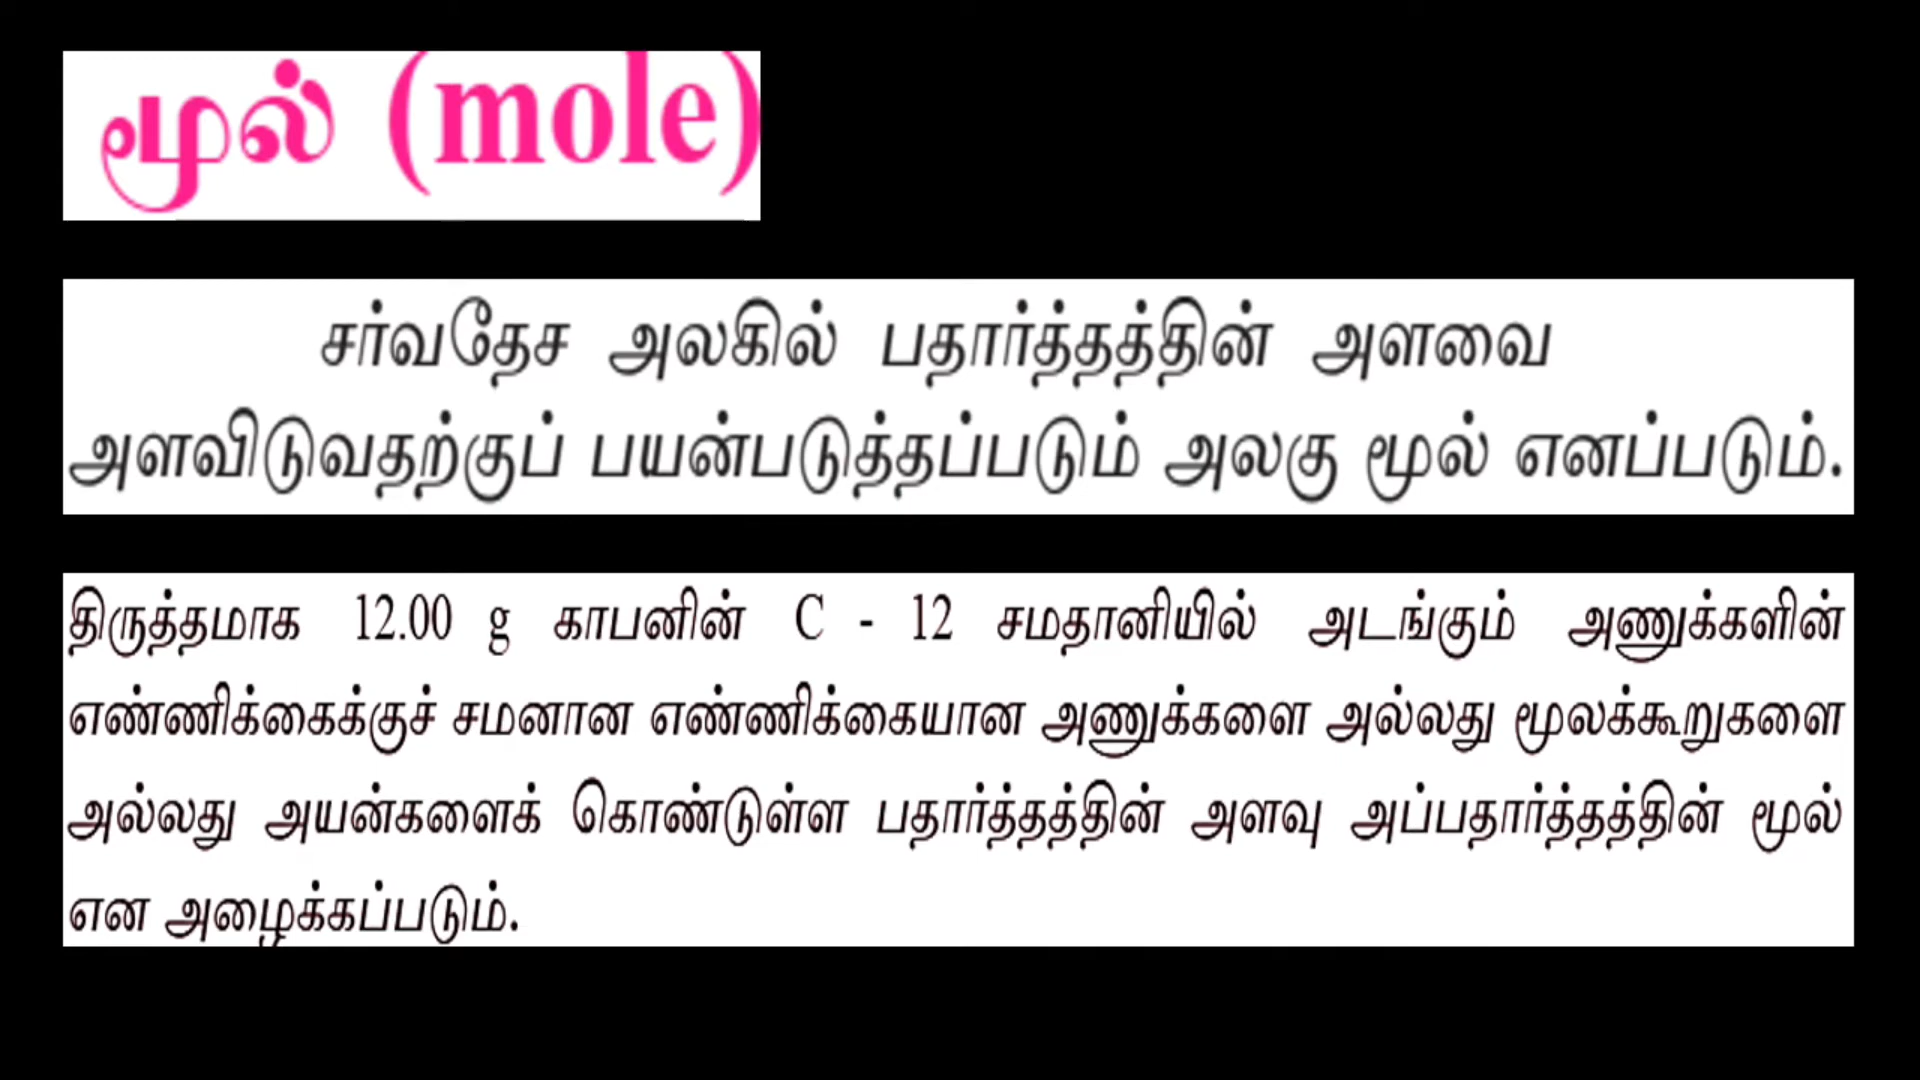 மூல் (mole)
சர்வதேச அலகில் பதார்த்தத்தின் அளவை
அளவிடுவதற்குப் பயன்படுத்தப்படும் அலகு மூல் எனப்படும்.
திருத்தமாக 12.00 g காபனின் C - 12 சமதானியில் அடங்கும் அணுக்களின்
எண்ணிக்கைக்குச் சமனான எண்ணிக்கையான அணுக்களை அல்லது மூலக்கூறுகளை
அல்லது அயன்களைக் கொண்டுள்ள பதார்த்தத்தின் அளவு அப்பதார்த்தத்தின் மூல்
என அழைக்கப்படும்.